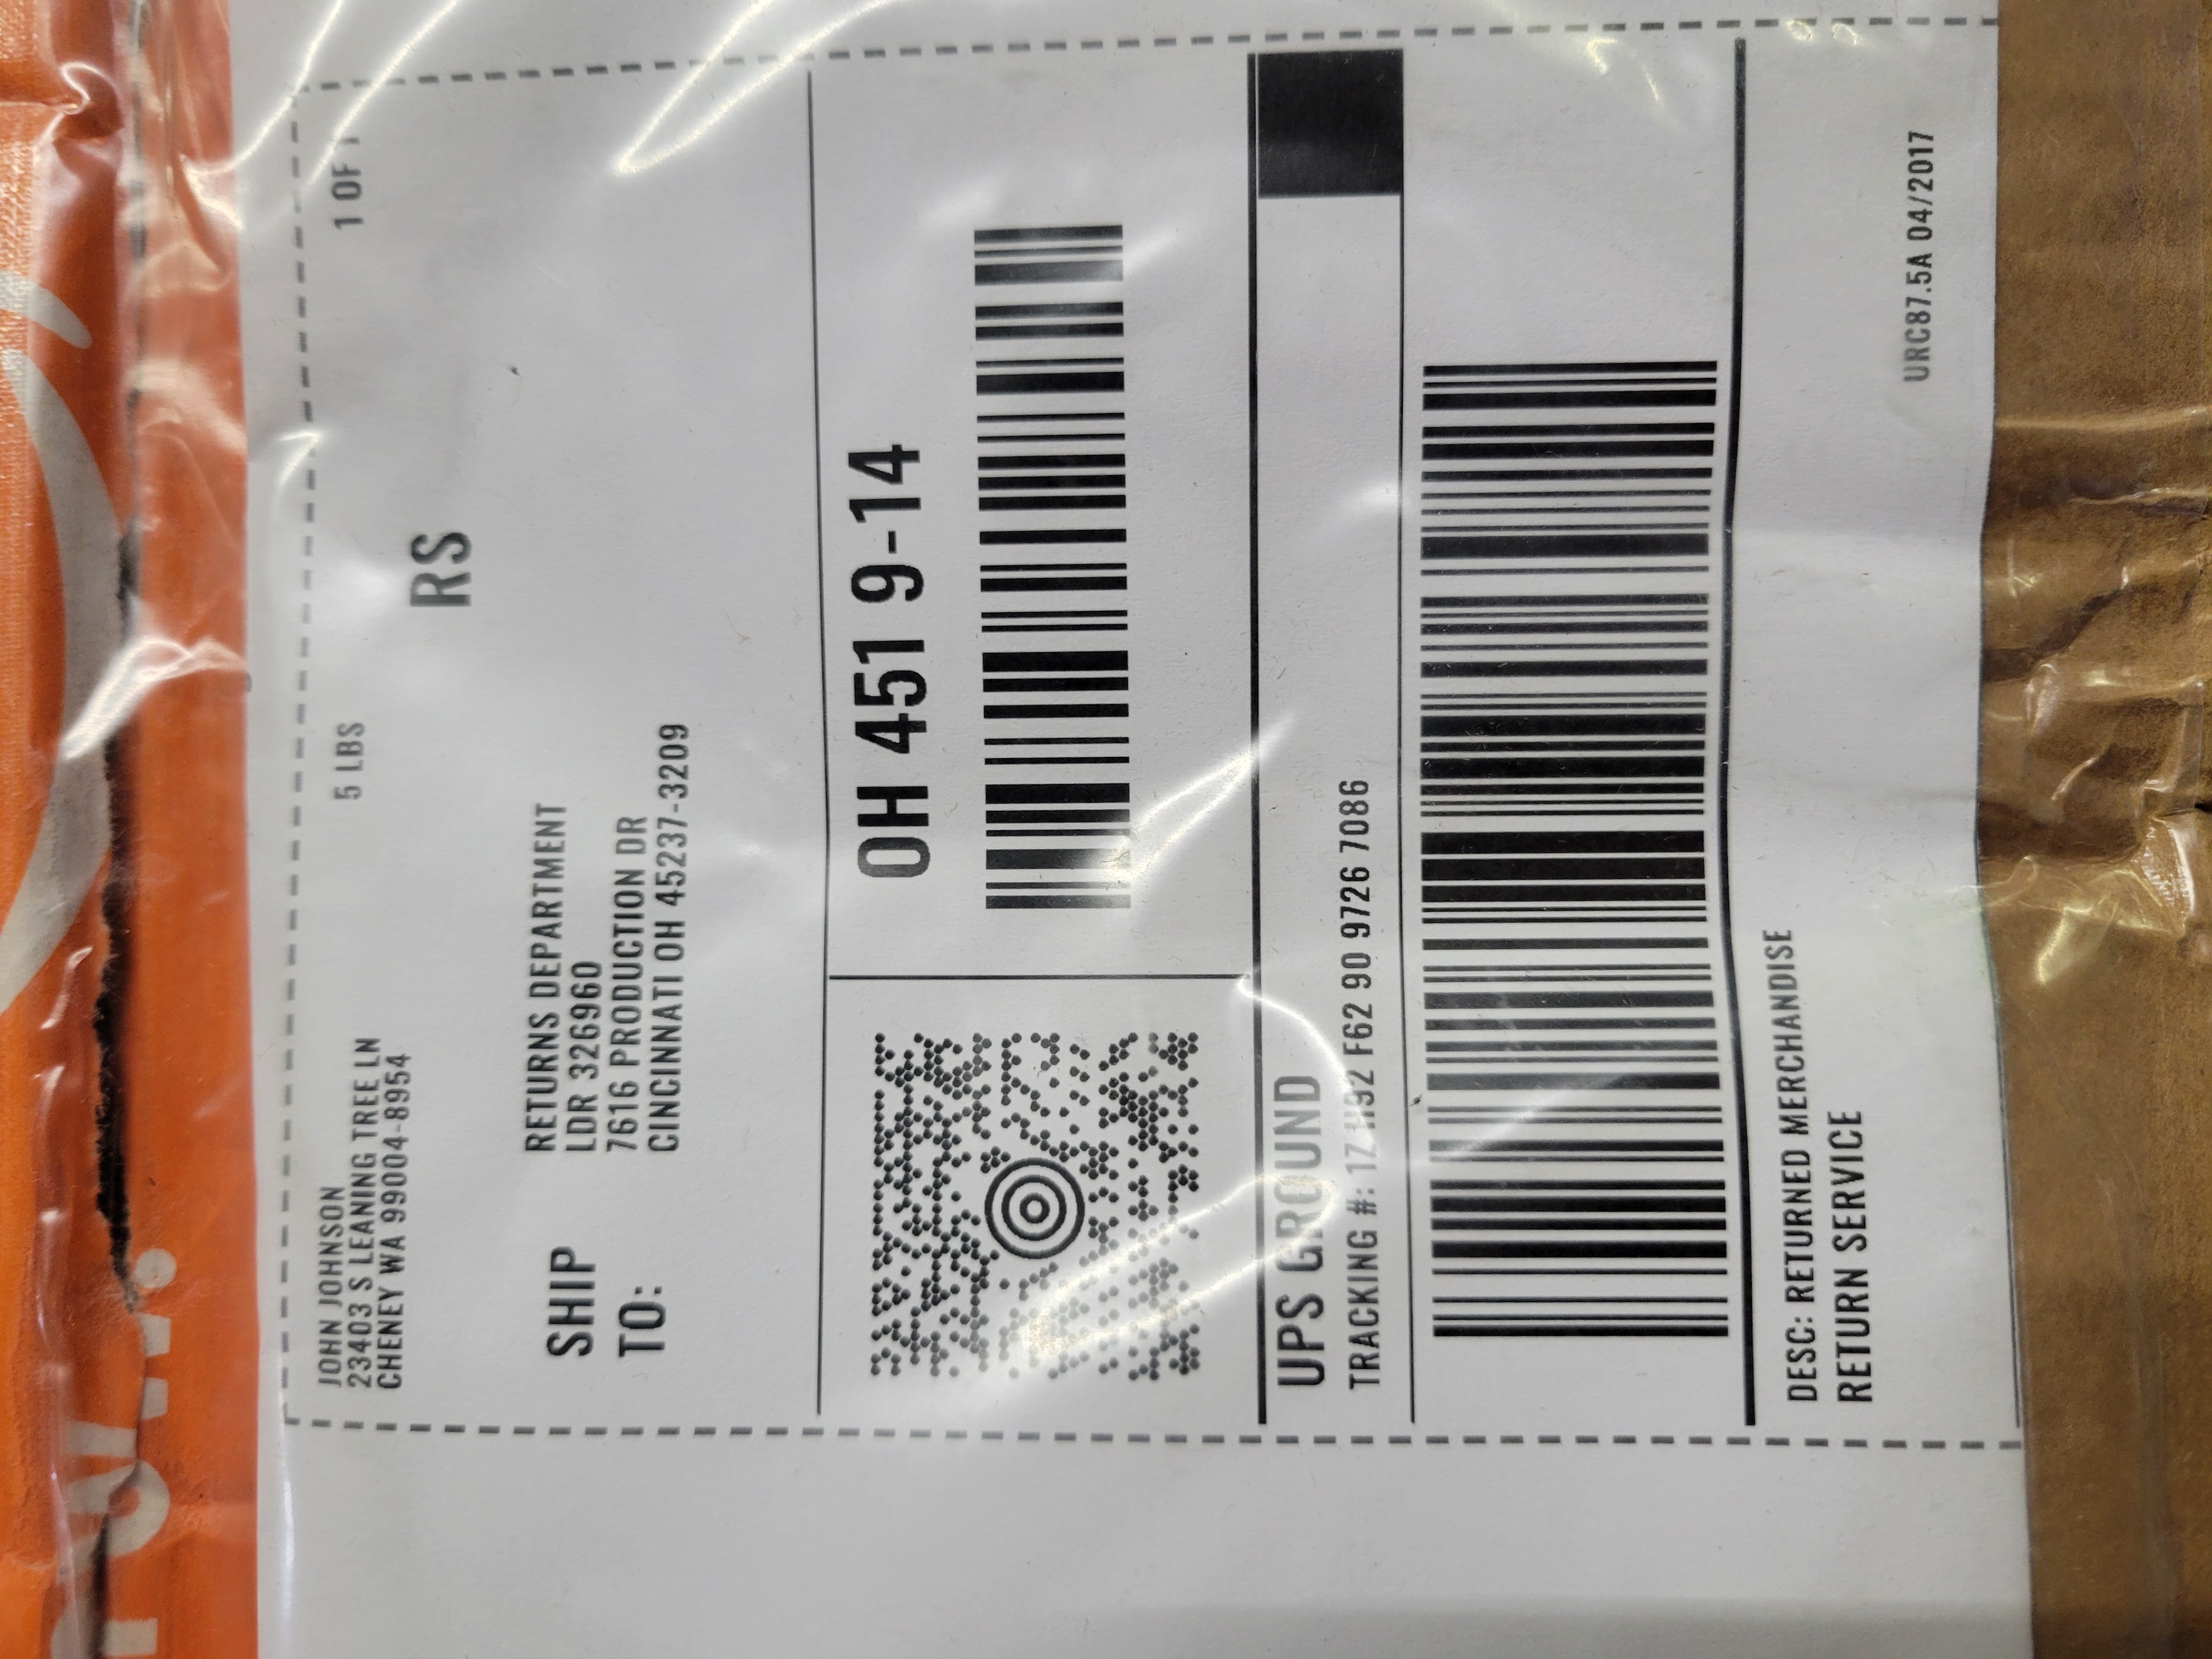 JOHN JOHNSON
23403 S LEANING TREE LN
CHENEY WA 99004-8954
5 LBS
1 OF 1
RS
SHIP
TO:
RETURNS DEPARTMENT
LDR 326960
7616 PRODUCTION DR
CINCINNATI OH 45237-3209
OH 451 9-14
UPS GROUND
TRACKING #: 1Z F62 90 9726 7086
DESC: RETURNED MERCHANDISE
RETURN SERVICE
URC87.5A 04/2017